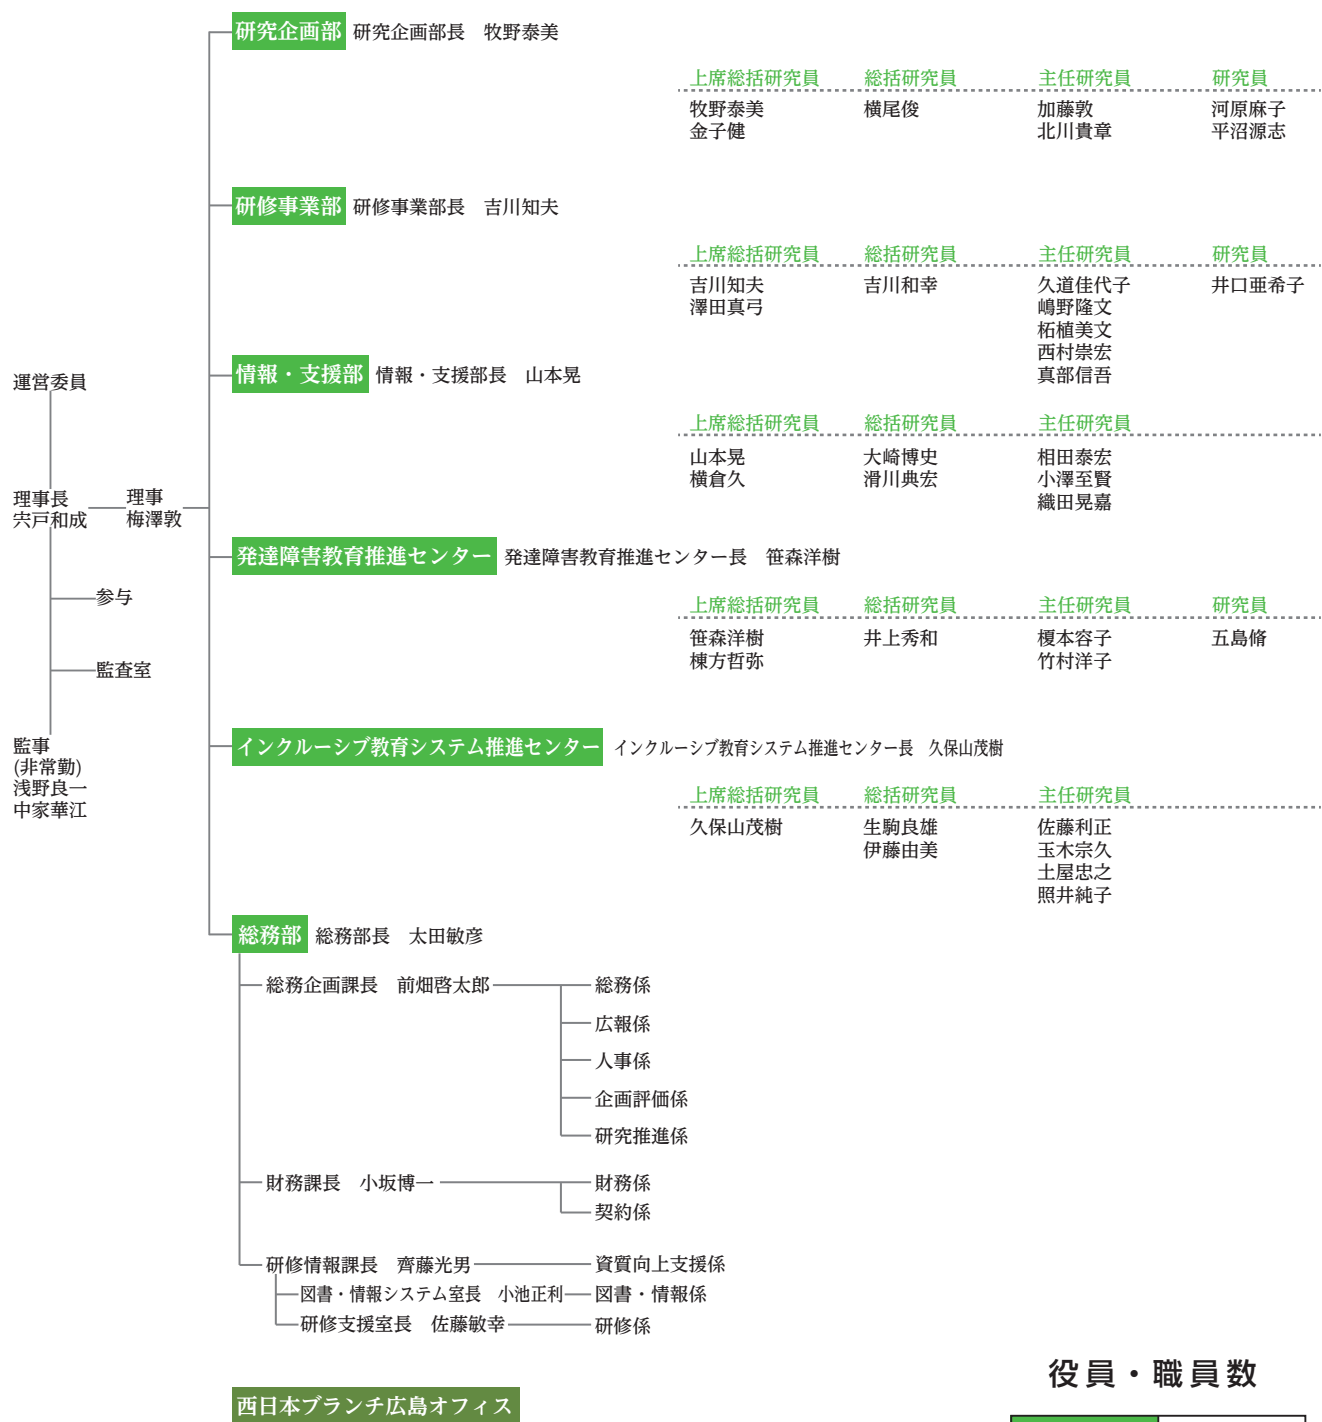 研究企画部 研究企画部長　牧野泰美
上席総括研究員 総括研究員 主任研究員 研究員
牧野泰美 横尾俊 加藤敦 河原麻子
金子健 北川貴章 平沼源志
研修事業部 研修事業部長　吉川知夫
上席総括研究員 総括研究員 主任研究員 研究員
吉川知夫 吉川和幸 久道佳代子 井口亜希子
澤田真弓 嶋野隆文
柘植美文
西村崇宏
真部信吾
情報・支援部 情報・支援部長　山本晃
上席総括研究員 総括研究員 主任研究員
山本晃 大崎博史 相田泰宏
横倉久 滑川典宏 小澤至賢
織田晃嘉
運営委員
理事長
宍戸和成
理事
梅澤敦
参与
監査室
監事
(非常勤)
浅野良一
中家華江
発達障害教育推進センター 発達障害教育推進センター長　笹森洋樹
上席総括研究員 総括研究員 主任研究員 研究員
笹森洋樹 井上秀和 榎本容子 五島脩
棟方哲弥 竹村洋子
インクルーシブ教育システム推進センター インクルーシブ教育システム推進センター長　久保山茂樹
上席総括研究員 総括研究員 主任研究員
久保山茂樹 生駒良雄 佐藤利正
伊藤由美 玉木宗久
土屋忠之
照井純子
総務部 総務部長　太田敏彦
総務企画課長　前畑啓太郎 総務係
広報係
人事係
企画評価係
研究推進係
財務課長　小坂博一 財務係
契約係
研修情報課長　齊藤光男 資質向上支援係
図書・情報システム室長　小池正利 図書・情報係
研修支援室長　佐藤敏幸 研修係
西日本ブランチ広島オフィス
役員・職員数